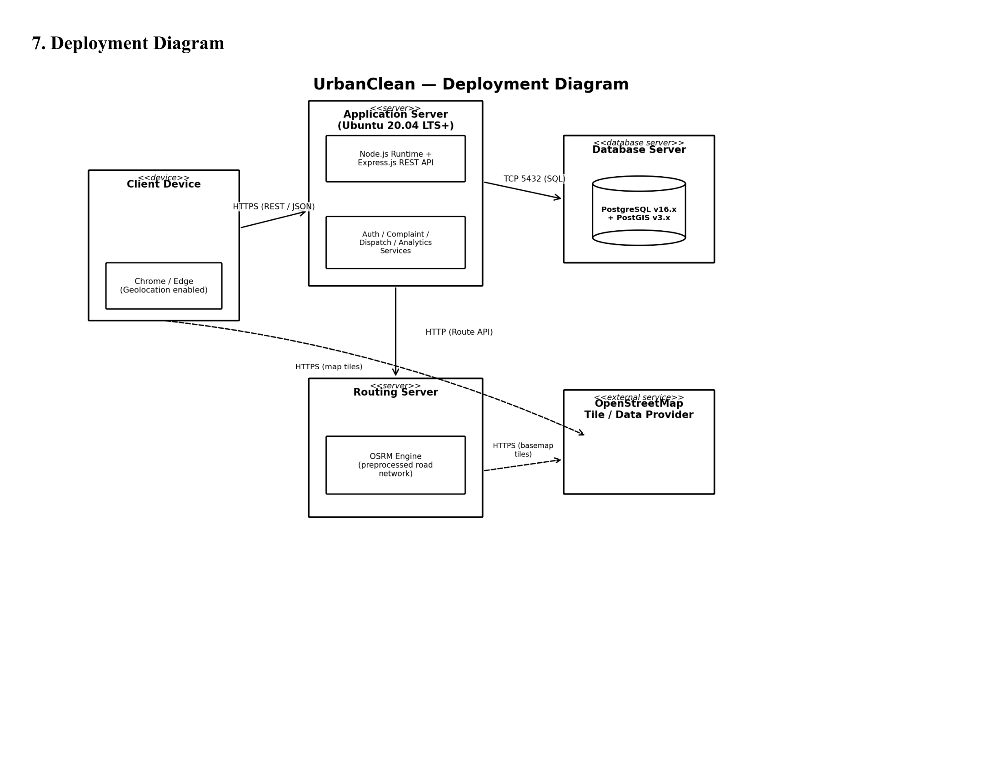 7. Deployment Diagram
UrbanClean — Deployment Diagram
<<server>>
Application Server
(Ubuntu 20.04 LTS+)
Node.js Runtime +
Express.js REST API
Auth / Complaint /
Dispatch / Analytics
Services
<<database server>>
Database Server
PostgreSQL v16.x
+ PostGIS v3.x
TCP 5432 (SQL)
<<device>>
Client Device
Chrome / Edge
(Geolocation enabled)
HTTPS (REST / JSON)
HTTP (Route API)
HTTPS (map tiles)
<<server>>
Routing Server
OSRM Engine
(preprocessed road
network)
HTTPS (basemap
tiles)
<<external service>>
OpenStreetMap
Tile / Data Provider